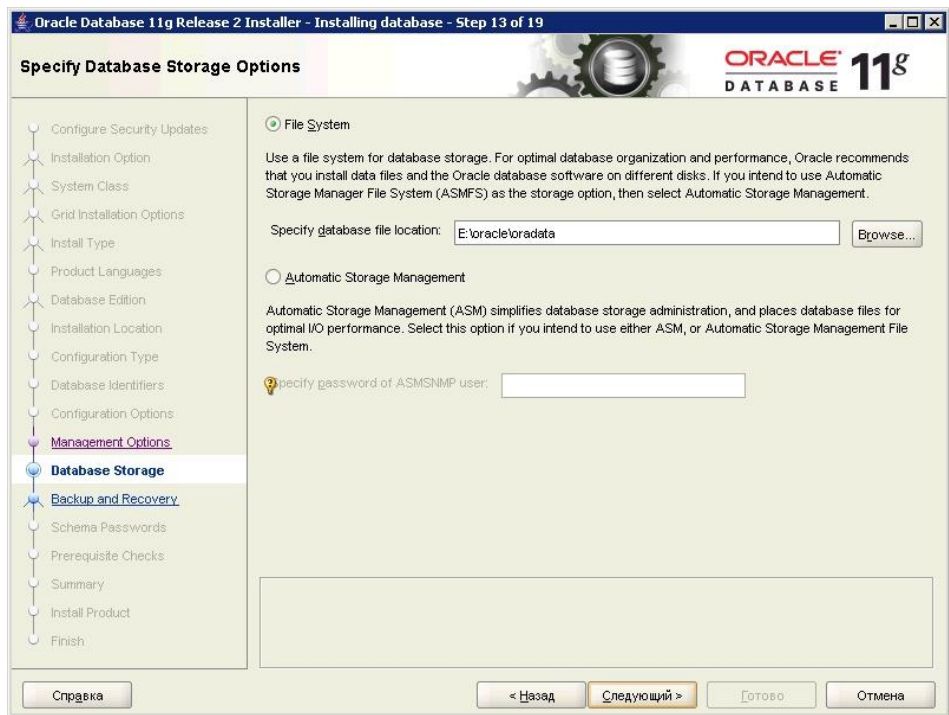 Oracle Database 11g Release 2 Installer - Installing database - Step 13 of 19
Specify Database Storage Options
ORACLE
DATABASE 11g
Configure Security Updates
Installation Option
System Class
Grid Installation Options
Install Type
Product Languages
Database Edition
Installation Location
Configuration Type
Database Identifiers
Configuration Options
Management Options
Database Storage
Backup and Recovery
Schema Passwords
Prerequisite Checks
Summary
Install Product
Finish
File System
Use a file system for database storage. For optimal database organization and performance, Oracle recommends
that you install data files and the Oracle database software on different disks. If you intend to use Automatic
Storage Manager File System (ASMFS) as the storage option, then select Automatic Storage Management.
Specify database file location: E:\oracle\oradata Browse...
Automatic Storage Management
Automatic Storage Management (ASM) simplifies database storage administration, and places database files for
optimal I/O performance. Select this option if you intend to use either ASM, or Automatic Storage Management File
System.
Specify password of ASMSNMP user:
Справка < Назад Следующий > Готово Отмена